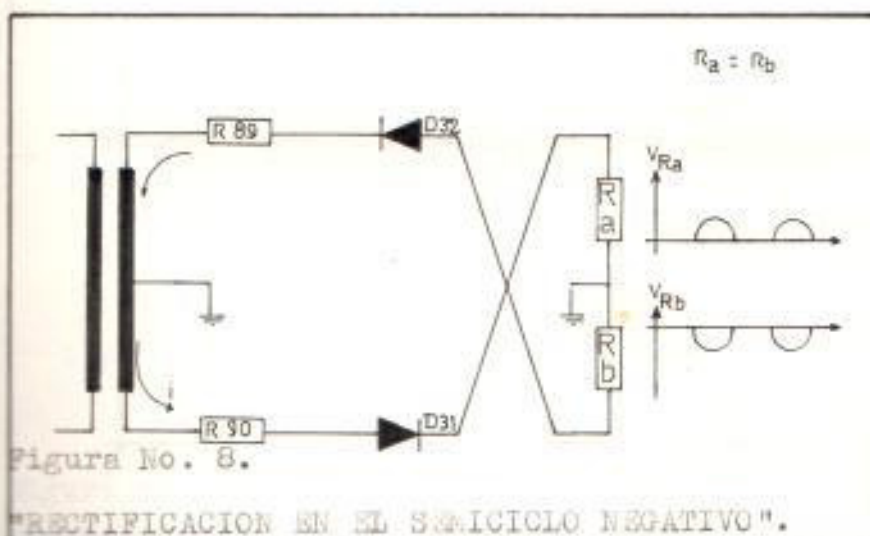 Ra = Rb
R 89
D32
VRa
Ra
VRb
Rb
i
R 90
D31
Figura No. 8.
"RECTIFICACION EN EL SEMICICLO NEGATIVO".